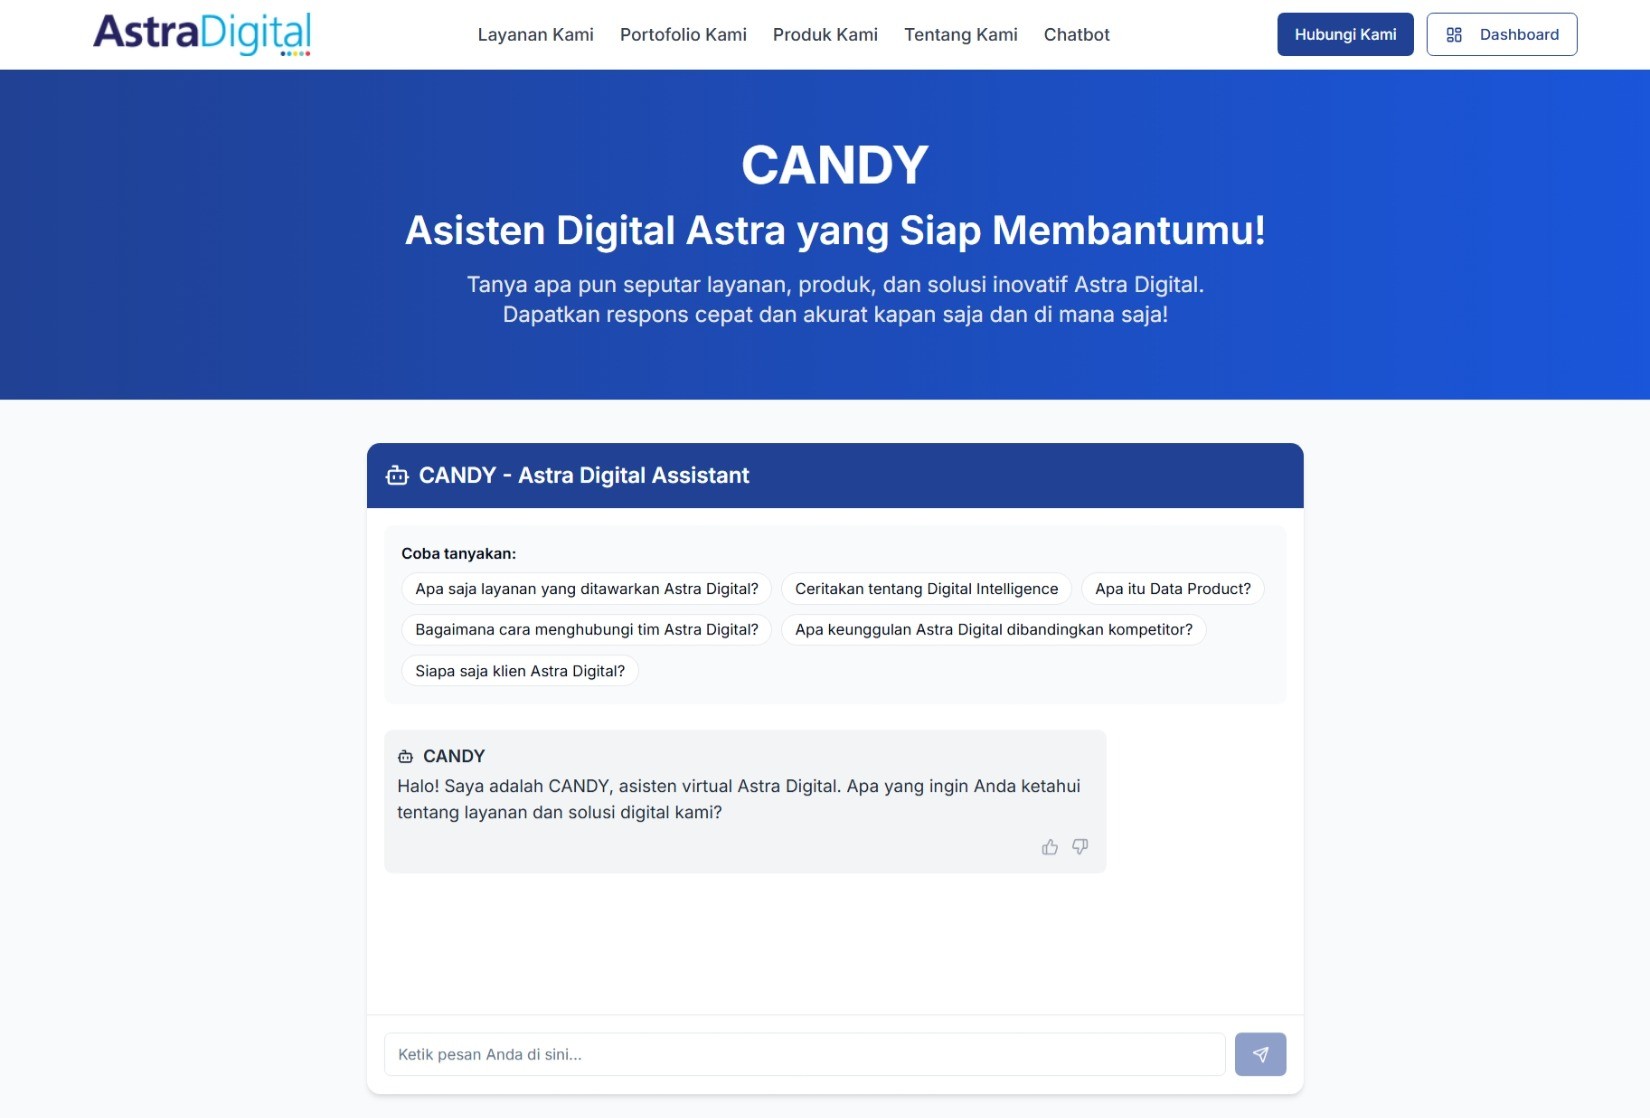 AstraDigital
Layanan Kami
Portofolio Kami
Produk Kami
Tentang Kami
Chatbot
Hubungi Kami
Dashboard
CANDY
Asisten Digital Astra yang Siap Membantumu!
Tanya apa pun seputar layanan, produk, dan solusi inovatif Astra Digital.
Dapatkan respons cepat dan akurat kapan saja dan di mana saja!
CANDY - Astra Digital Assistant
Coba tanyakan:
Apa saja layanan yang ditawarkan Astra Digital?
Ceritakan tentang Digital Intelligence
Apa itu Data Product?
Bagaimana cara menghubungi tim Astra Digital?
Apa keunggulan Astra Digital dibandingkan kompetitor?
Siapa saja klien Astra Digital?
CANDY
Halo! Saya adalah CANDY, asisten virtual Astra Digital. Apa yang ingin Anda ketahui
tentang layanan dan solusi digital kami?
Ketik pesan Anda di sini...